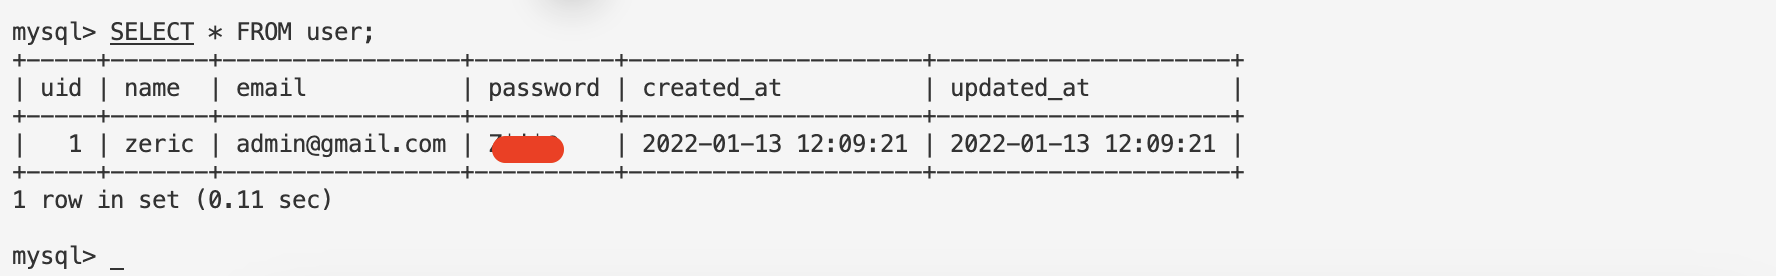 mysql> SELECT * FROM user;
+-----+-------+-----------------+----------+---------------------+---------------------+
| uid | name  | email           | password | created_at          | updated_at          |
+-----+-------+-----------------+----------+---------------------+---------------------+
|   1 | zeric | admin@gmail.com |          | 2022-01-13 12:09:21 | 2022-01-13 12:09:21 |
+-----+-------+-----------------+----------+---------------------+---------------------+
1 row in set (0.11 sec)
mysql> _